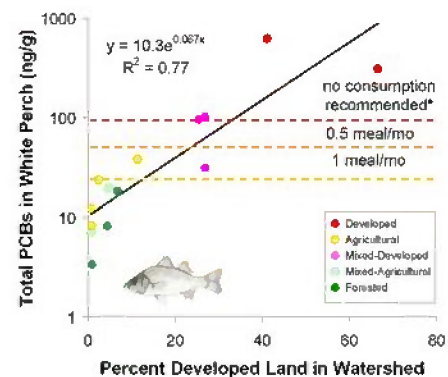 Total PCBs in White Perch (ng/g)
1000
100
10
1
y = 10.3e^0.067x
R² = 0.77
no consumption
recommended*
0.5 meal/mo
1 meal/mo
Developed
Agricultural
Mixed-Developed
Mixed-Agricultural
Forested
0 20 40 60 80
Percent Developed Land in Watershed